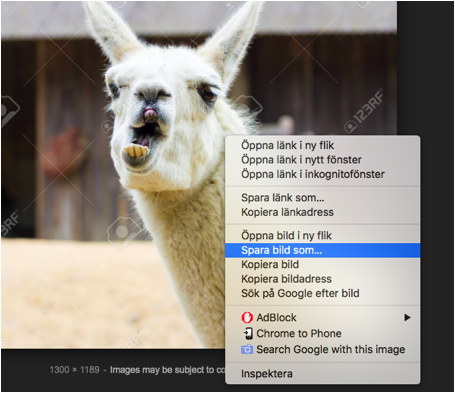 123RF
123RF
123RF
Öppna länk i ny flik
Öppna länk i nytt fönster
Öppna länk i inkognitofönster
Spara länk som...
Kopiera länkadress
Öppna bild i ny flik
Spara bild som...
Kopiera bild
Kopiera bildadress
Sök på Google efter bild
AdBlock
Chrome to Phone
Search Google with this image
Inspektera
1300 × 1189 - Images may be subject to